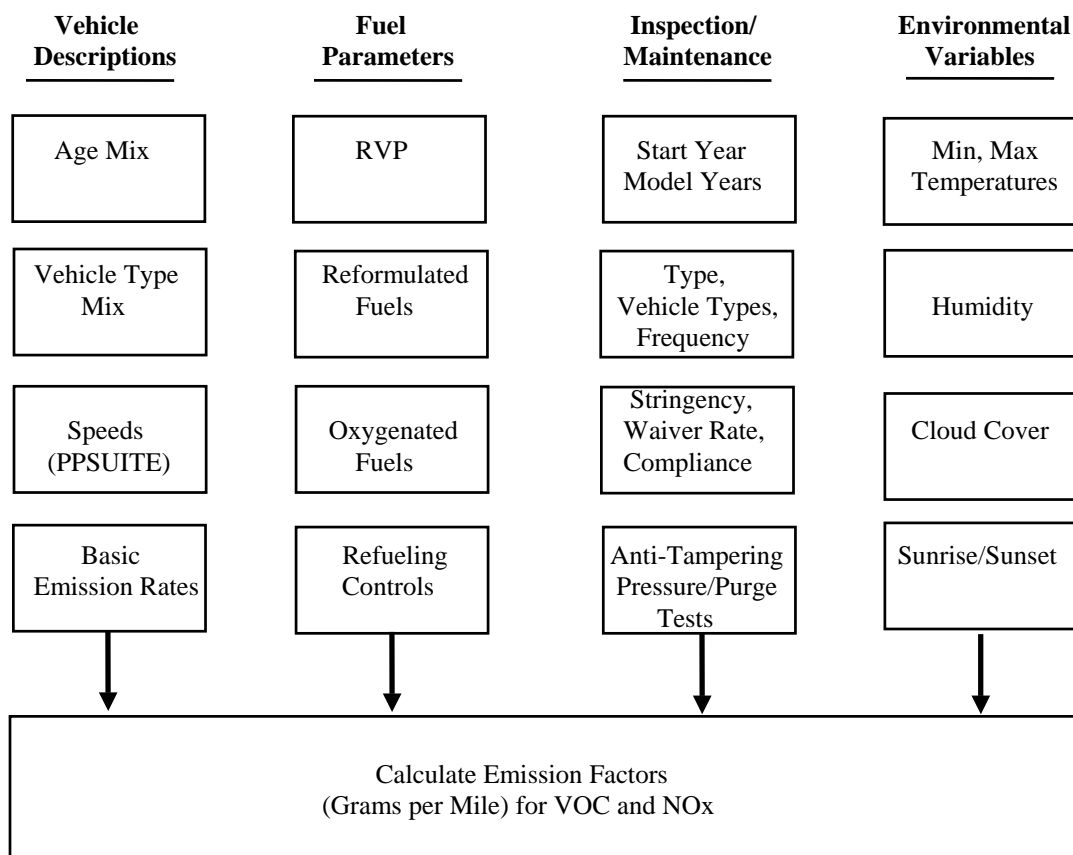 Vehicle
Descriptions
Fuel
Parameters
Inspection/
Maintenance
Environmental
Variables
Age Mix
RVP
Start Year
Model Years
Min, Max
Temperatures
Vehicle Type
Mix
Reformulated
Fuels
Type,
Vehicle Types,
Frequency
Humidity
Speeds
(PPSUITE)
Oxygenated
Fuels
Stringency,
Waiver Rate,
Compliance
Cloud Cover
Basic
Emission Rates
Refueling
Controls
Anti-Tampering
Pressure/Purge
Tests
Sunrise/Sunset
Calculate Emission Factors
(Grams per Mile) for VOC and NOx